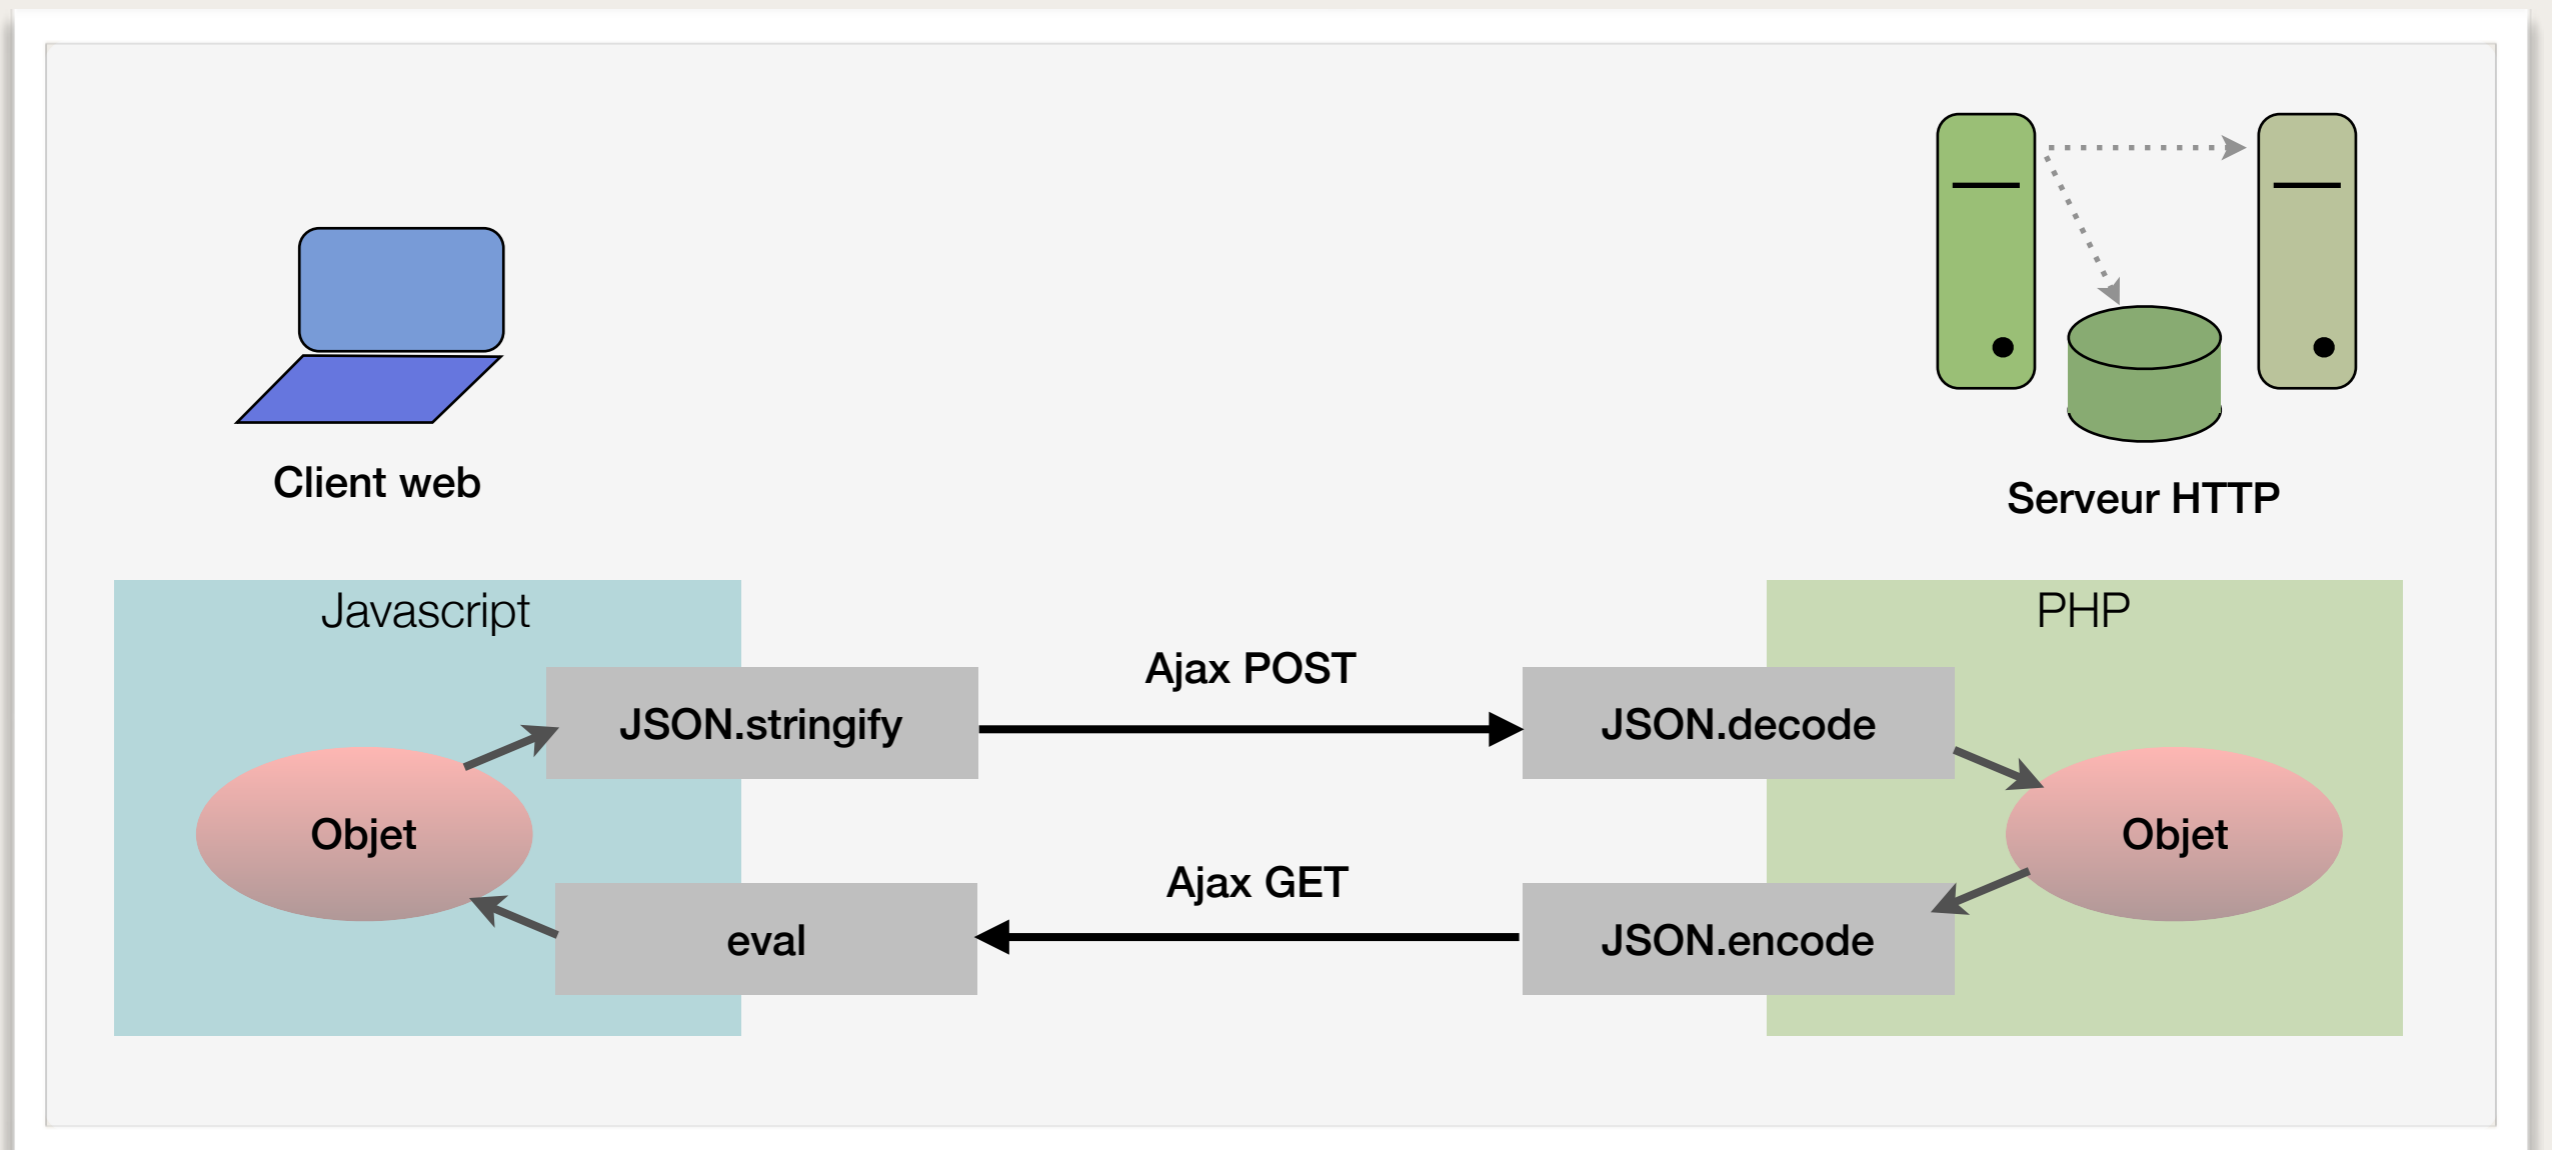 Client web
Serveur HTTP
Javascript
PHP
Ajax POST
JSON.stringify
JSON.decode
Objet
Objet
Ajax GET
eval
JSON.encode